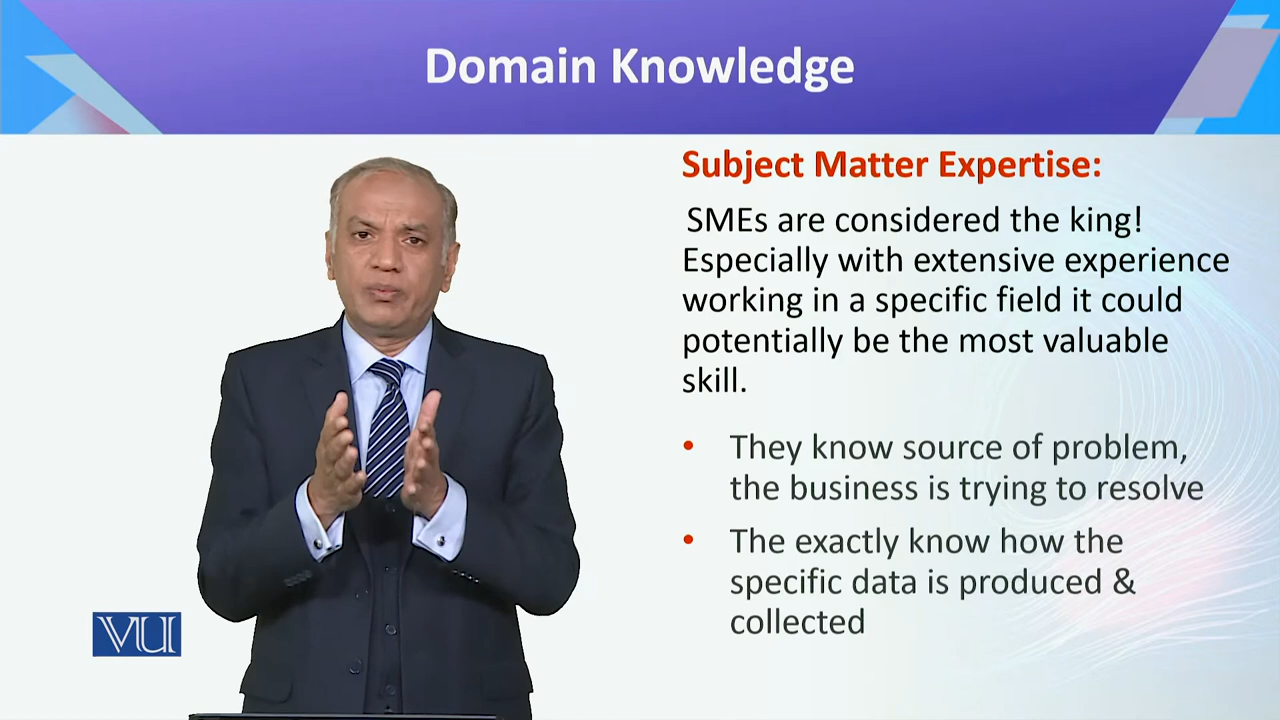 Domain Knowledge
Subject Matter Expertise:
SMEs are considered the king!
Especially with extensive experience
working in a specific field it could
potentially be the most valuable
skill.
• They know source of problem,
the business is trying to resolve
• The exactly know how the
specific data is produced &
collected
VU